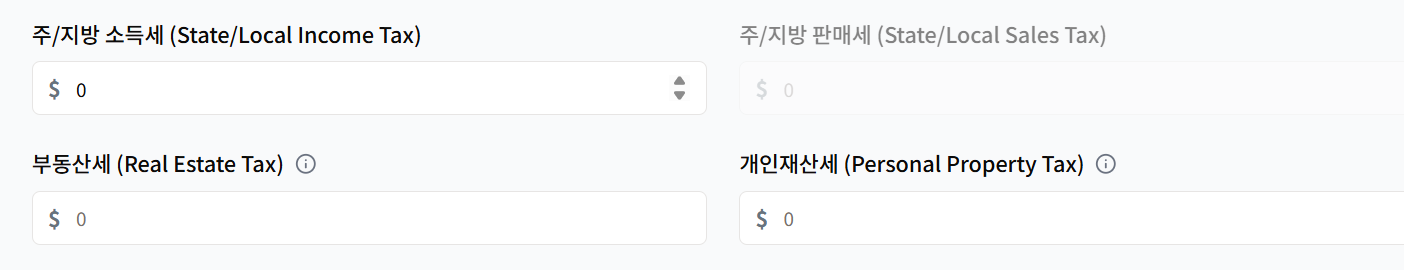 주/지방 소득세 (State/Local Income Tax)
주/지방 판매세 (State/Local Sales Tax)
$ 0
$ 0
부동산세 (Real Estate Tax)
개인재산세 (Personal Property Tax)
$ 0
$ 0